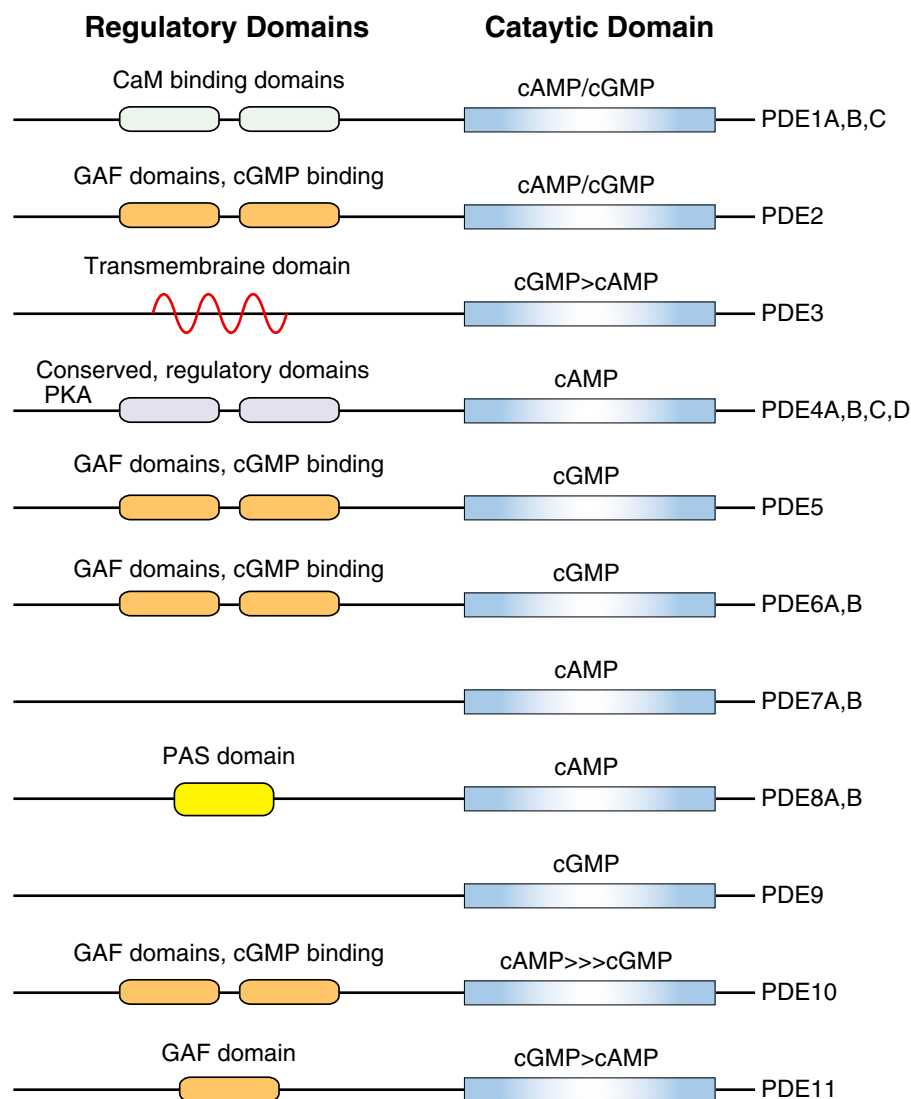 Regulatory Domains Cataytic Domain
CaM binding domains cAMP/cGMP
PDE1A,B,C
GAF domains, cGMP binding cAMP/cGMP
PDE2
Transmembraine domain cGMP>cAMP
PDE3
Conserved, regulatory domains cAMP
PKA PDE4A,B,C,D
GAF domains, cGMP binding cGMP
PDE5
GAF domains, cGMP binding cGMP
PDE6A,B
cAMP
PDE7A,B
PAS domain cAMP
PDE8A,B
cGMP
PDE9
GAF domains, cGMP binding cAMP>>>cGMP
PDE10
GAF domain cGMP>cAMP
PDE11